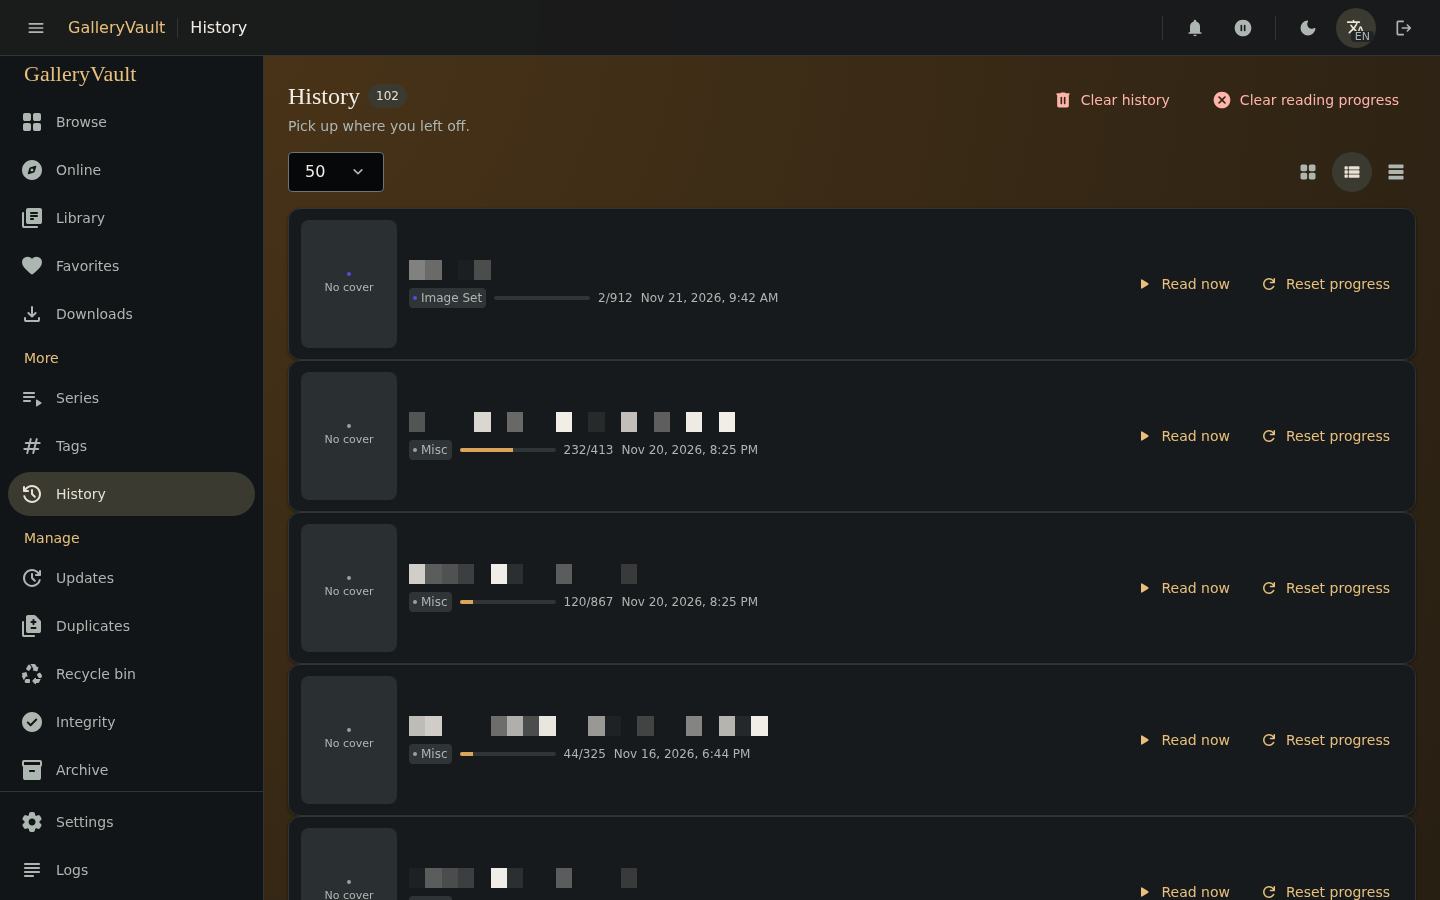 GalleryVault
History
EN
GalleryVault
Browse
Online
Library
Favorites
Downloads
More
Series
Tags
History
Manage
Updates
Duplicates
Recycle bin
Integrity
Archive
Settings
Logs
History 102
Pick up where you left off.
Clear history
Clear reading progress
50
No cover
Image Set 2/912 Nov 21, 2026, 9:42 AM
Read now
Reset progress
No cover
Misc 232/413 Nov 20, 2026, 8:25 PM
Read now
Reset progress
No cover
Misc 120/867 Nov 20, 2026, 8:25 PM
Read now
Reset progress
No cover
Misc 44/325 Nov 16, 2026, 6:44 PM
Read now
Reset progress
No cover
Read now
Reset progress